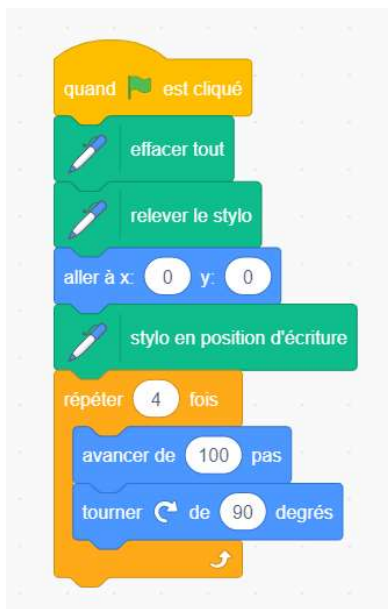 quand est cliqué
effacer tout
relever le stylo
aller à x: 0 y: 0
stylo en position d'écriture
répéter 4 fois
avancer de 100 pas
tourner de 90 degrés